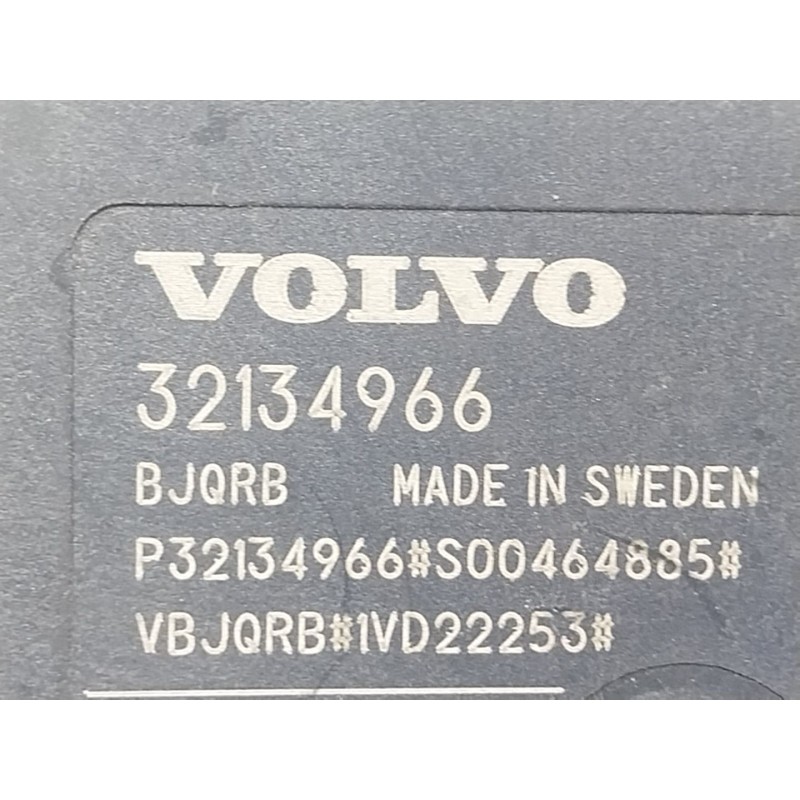 VOLVO
32134966
BJQRB MADE IN SWEDEN
P32134966#S00464885#
VBJQRB#1VD22253#